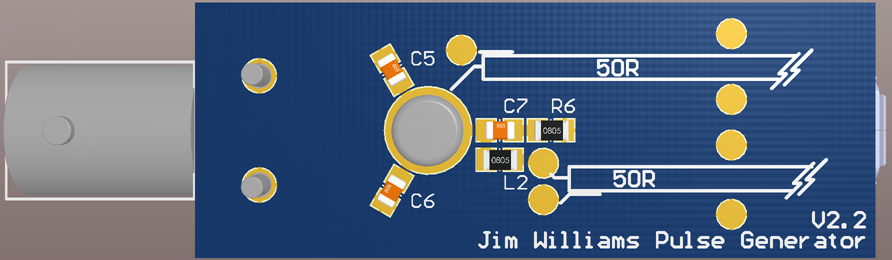 C5
50R
C7 R6
0805
0805
L2
50R
C6
V2.2
Jim Williams Pulse Generator